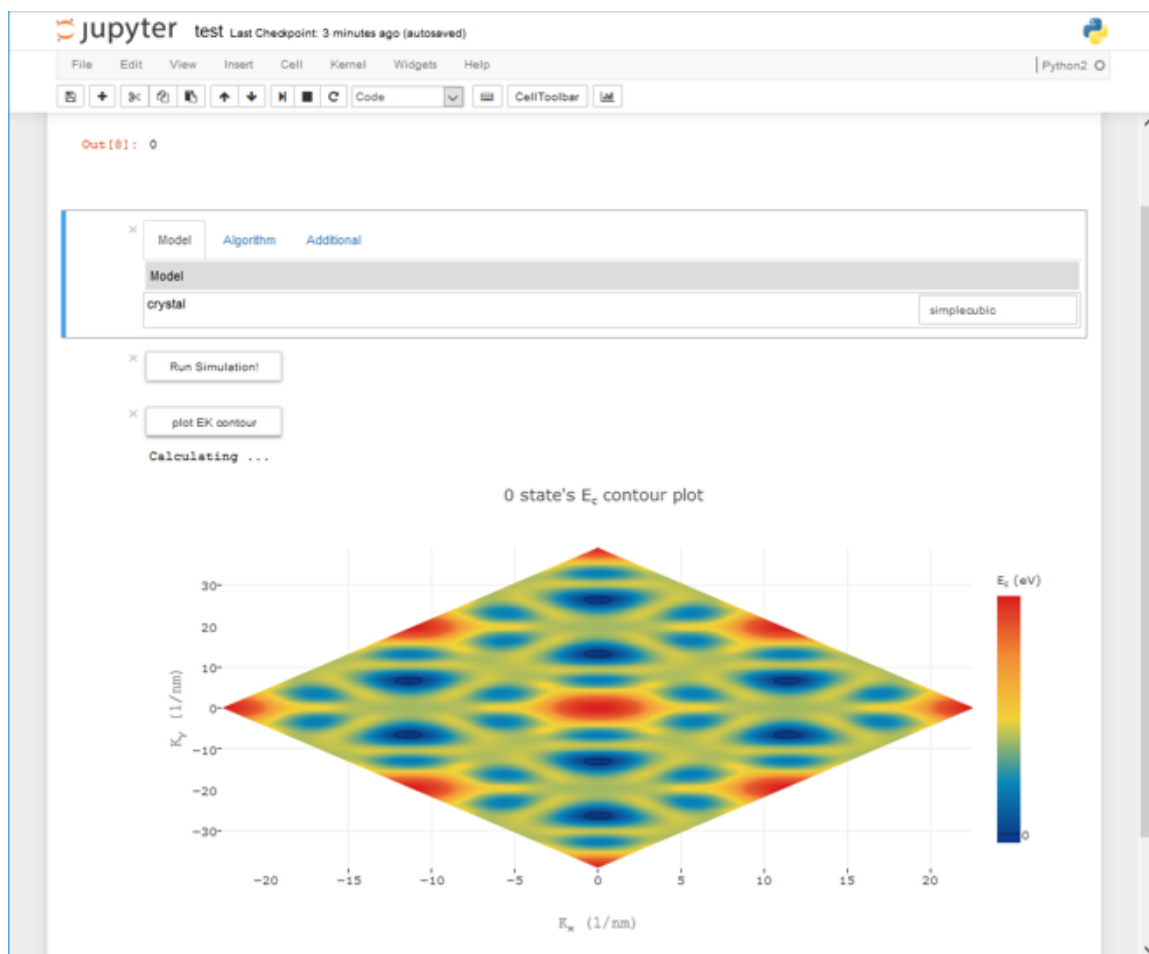 jupyter test Last Checkpoint: 3 minutes ago (autosaved)
File Edit View Insert Cell Kernel Widgets Help Python2
Code CellToolbar
Out[8]: 0
Model Algorithm Additional
Model
crystal simplecubic
Run Simulation!
plot EK contour
Calculating ...
0 state's Ec contour plot
Ec (eV)
30
20
10
0
−10
−20
−30
Ky (1/nm)
0
−20 −15 −10 −5 0 5 10 15 20
Kx (1/nm)